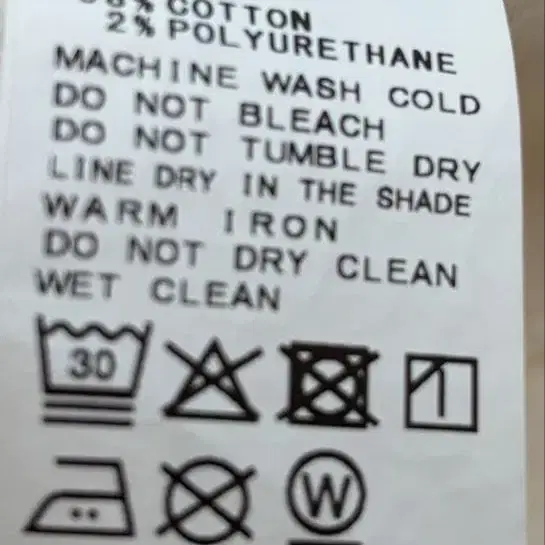 % COTTON
2% POLYURETHANE
MACHINE WASH COLD
DO NOT BLEACH
DO NOT TUMBLE DRY
LINE DRY IN THE SHADE
WARM IRON
DO NOT DRY CLEAN
WET CLEAN
30
W